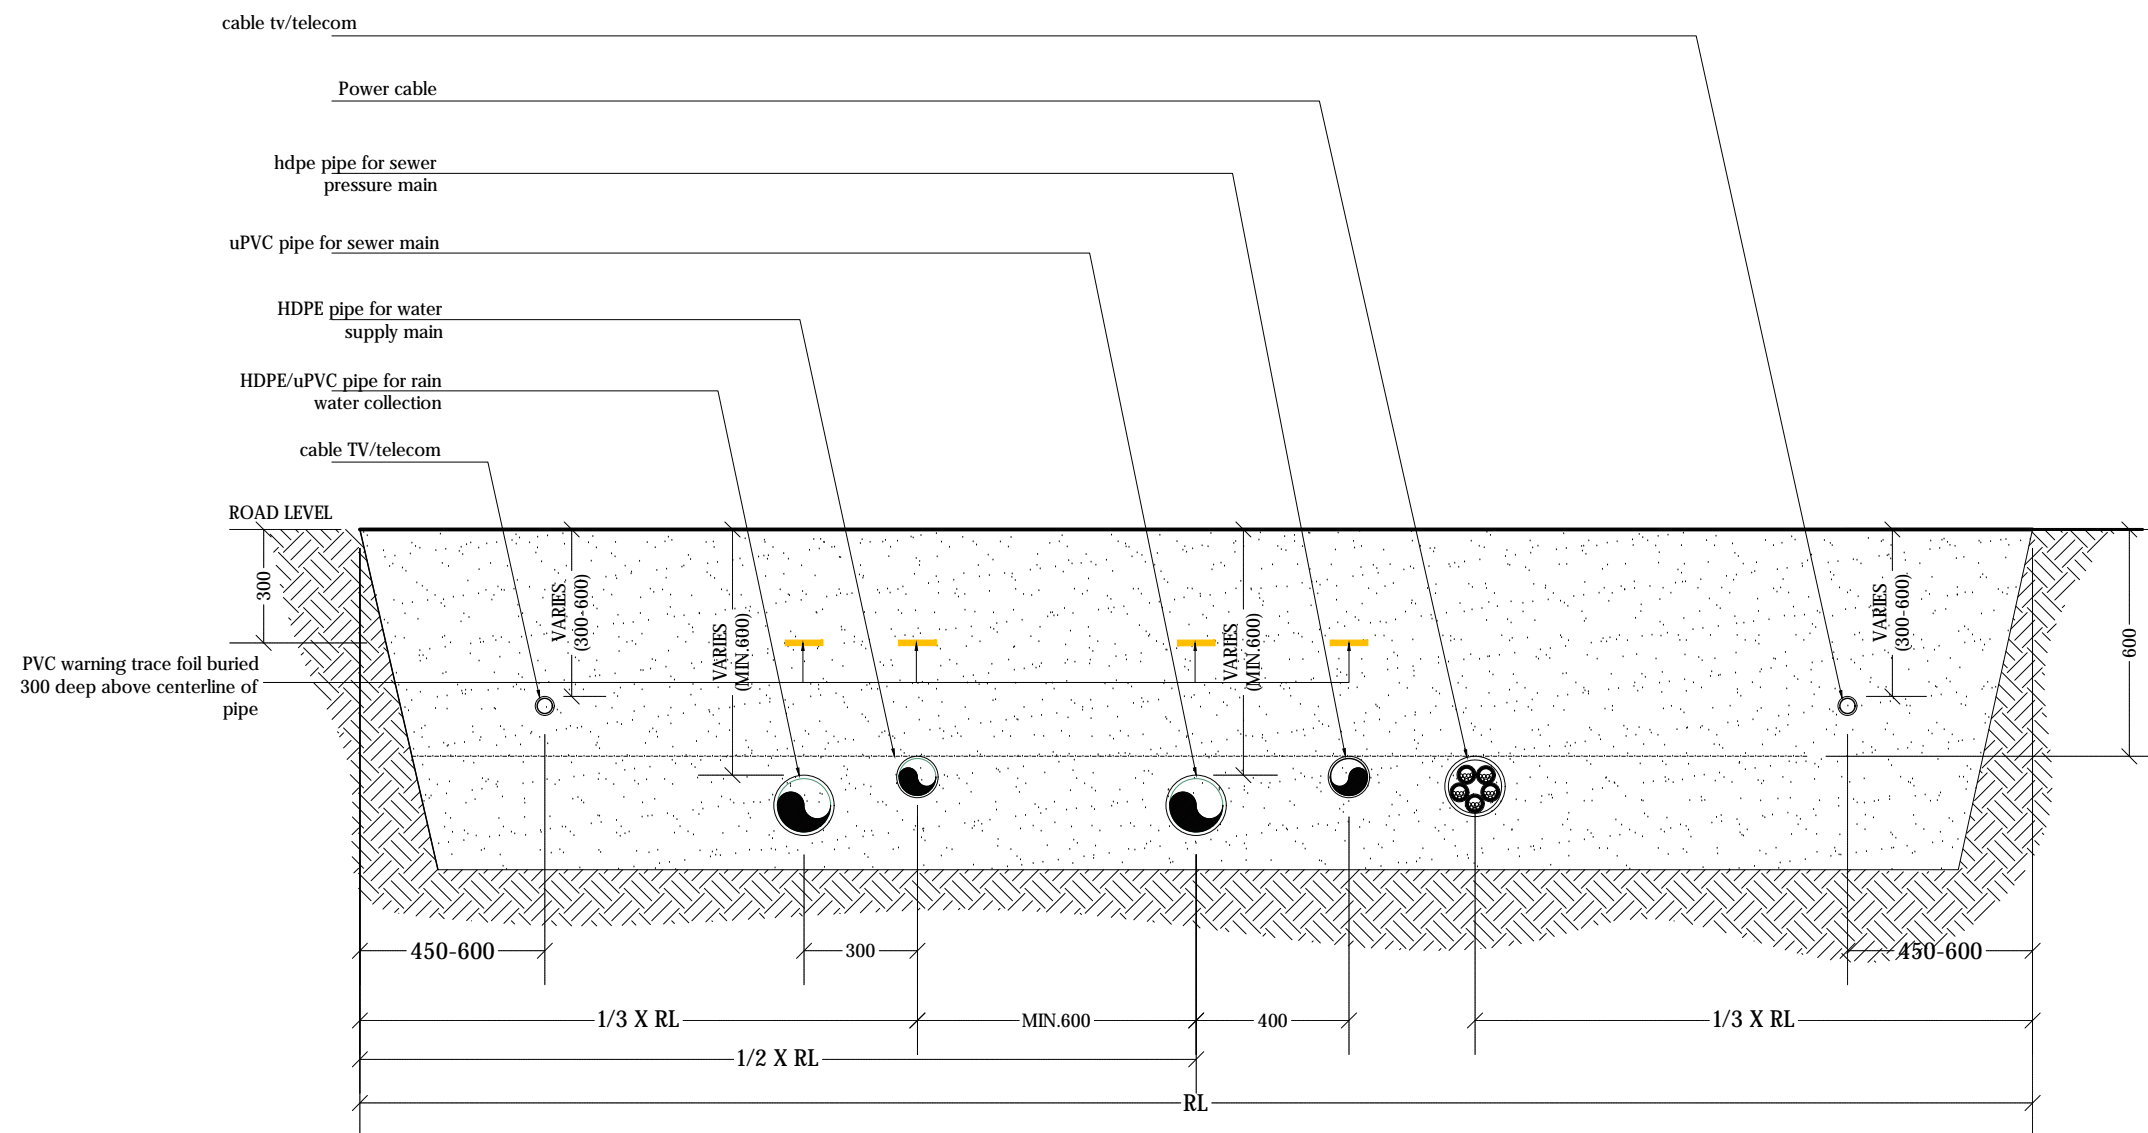 cable tv/telecom
Power cable
hdpe pipe for sewer
pressure main
uPVC pipe for sewer main
HDPE pipe for water
supply main
HDPE/uPVC pipe for rain
water collection
cable TV/telecom
ROAD LEVEL
300
VARIES
(300-600)
VARIES
(MIN.600)
VARIES
(MIN.600)
VARIES
(300-600)
600
PVC warning trace foil buried
300 deep above centerline of
pipe
450-600
300
450-600
1/3 X RL
MIN.600
400
1/3 X RL
1/2 X RL
RL